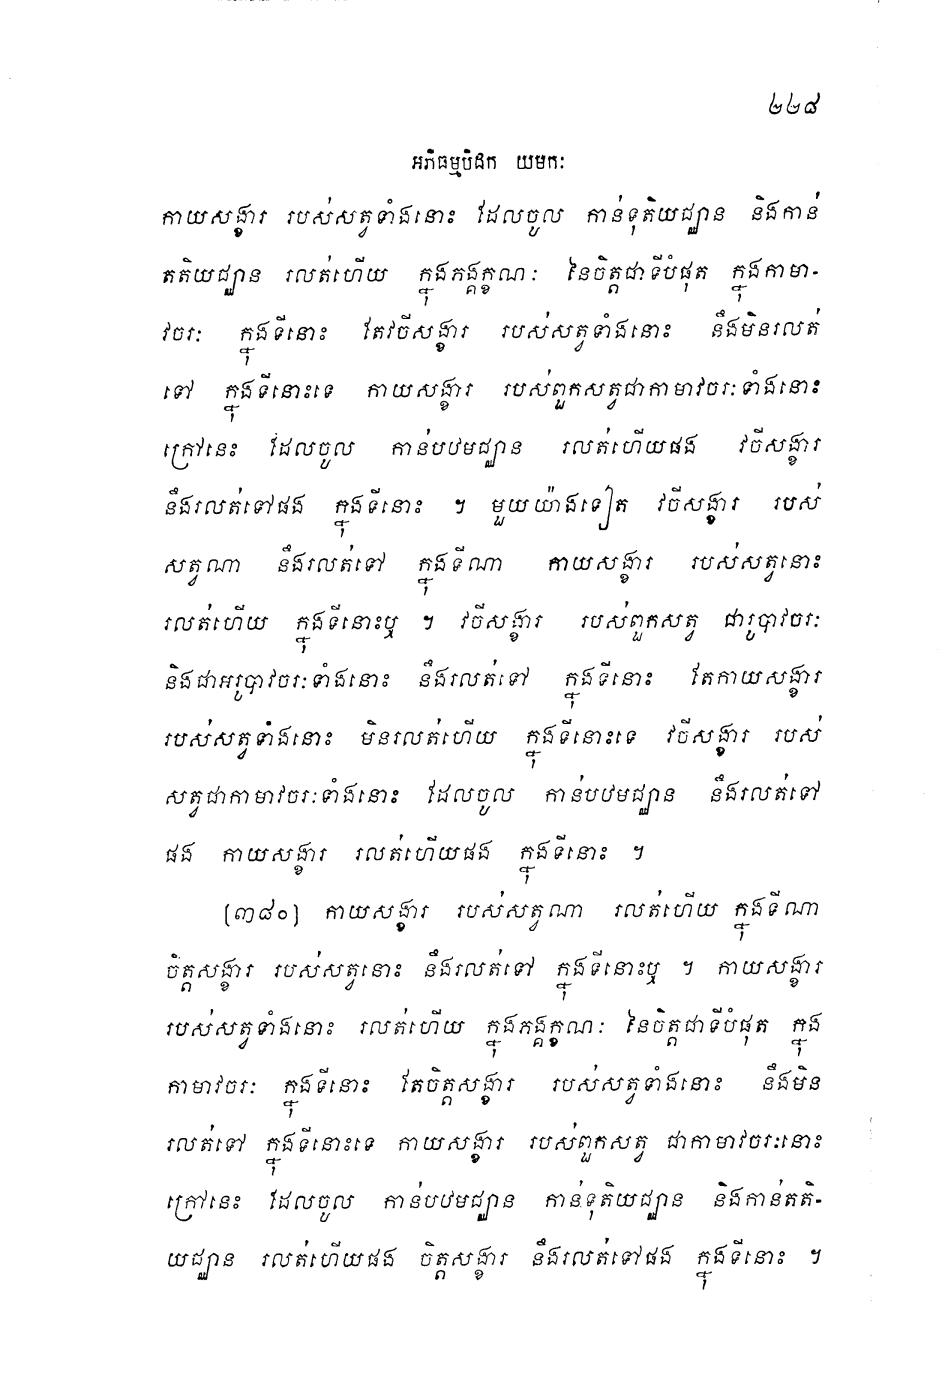 ២២៨
អភិធម្មបិដក យមកៈ
កាយសង្ខារ របស់សត្វទាំងនោះ ដែលចូល កាន់ទុតិយជ្ឈាន និងកាន់
តតិយជ្ឈាន រលត់ហើយ ក្នុងភង្គក្ខណៈ នៃចិត្តជាទីបំផុត ក្នុងកាមា-
វចរៈ ក្នុងទីនោះ តែវចីសង្ខារ របស់សត្វទាំងនោះ នឹងមិនរលត់
ទៅ ក្នុងទីនោះទេ កាយសង្ខារ របស់ពួកសត្វជាកាមាវចរៈទាំងនោះ
ក្រៅនេះ ដែលចូល កាន់បឋមជ្ឈាន រលត់ហើយផង វចីសង្ខារ
នឹងរលត់ទៅផង ក្នុងទីនោះ ។ មួយយ៉ាងទៀត វចីសង្ខារ របស់
សត្វណា នឹងរលត់ទៅ ក្នុងទីណា កាយសង្ខារ របស់សត្វនោះ
រលត់ហើយ ក្នុងទីនោះឬ ។ វចីសង្ខារ របស់ពួកសត្វ ជារូបាវចរៈ
និងជាអរូបាវចរៈទាំងនោះ នឹងរលត់ទៅ ក្នុងទីនោះ តែកាយសង្ខារ
របស់សត្វទាំងនោះ មិនរលត់ហើយ ក្នុងទីនោះទេ វចីសង្ខារ របស់
សត្វជាកាមាវចរៈទាំងនោះ ដែលចូល កាន់បឋមជ្ឈាន នឹងរលត់ទៅ
ផង កាយសង្ខារ រលត់ហើយផង ក្នុងទីនោះ ។
[៣៨០] កាយសង្ខារ របស់សត្វណា រលត់ហើយ ក្នុងទីណា
ចិត្តសង្ខារ របស់សត្វនោះ នឹងរលត់ទៅ ក្នុងទីនោះឬ ។ កាយសង្ខារ
របស់សត្វទាំងនោះ រលត់ហើយ ក្នុងភង្គក្ខណៈ នៃចិត្តជាទីបំផុត ក្នុង
កាមាវចរៈ ក្នុងទីនោះ តែចិត្តសង្ខារ របស់សត្វទាំងនោះ នឹងមិន
រលត់ទៅ ក្នុងទីនោះទេ កាយសង្ខារ របស់ពួកសត្វ ជាកាមាវចរៈនោះ
ក្រៅនេះ ដែលចូល កាន់បឋមជ្ឈាន កាន់ទុតិយជ្ឈាន និងកាន់តតិ-
យជ្ឈាន រលត់ហើយផង ចិត្តសង្ខារ នឹងរលត់ទៅផង ក្នុងទីនោះ ។